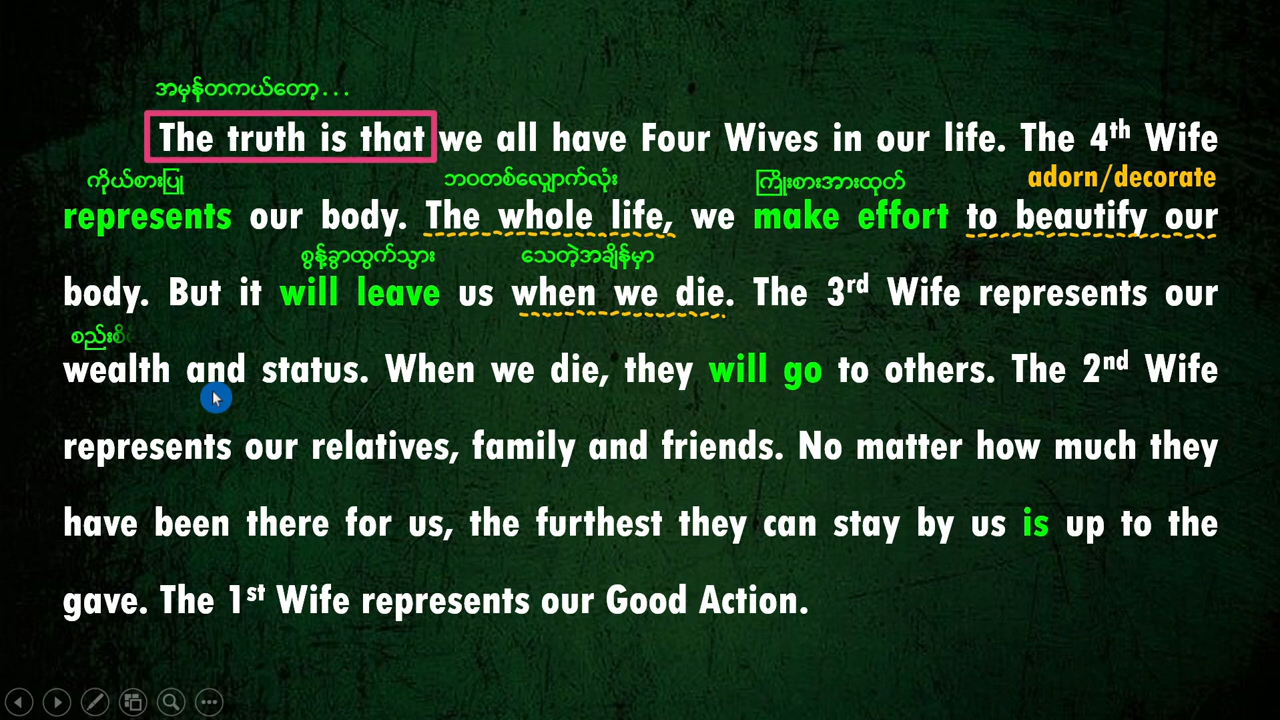 အမှန်တကယ်တော့...
The truth is that we all have Four Wives in our life. The 4th Wife
ကိုယ်စားပြု ဘဝတစ်လျှောက်လုံး ကြိုးစားအားထုတ် adorn/decorate
represents our body. The whole life, we make effort to beautify our
စွန့်ခွာထွက်သွား သေတဲ့အချိန်မှာ
body. But it will leave us when we die. The 3rd Wife represents our
စည်းစိ
wealth and status. When we die, they will go to others. The 2nd Wife
represents our relatives, family and friends. No matter how much they
have been there for us, the furthest they can stay by us is up to the
gave. The 1st Wife represents our Good Action.